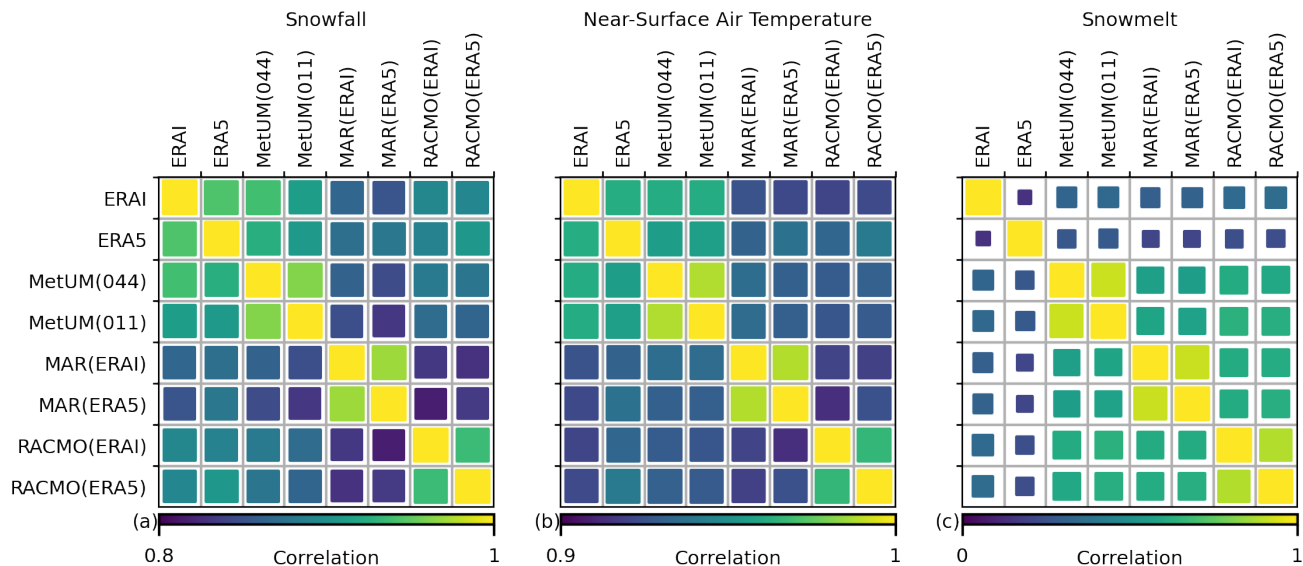 Snowfall
Near-Surface Air Temperature
Snowmelt
ERAI
ERA5
MetUM(044)
MetUM(011)
MAR(ERAI)
MAR(ERA5)
RACMO(ERAI)
RACMO(ERA5)
ERAI
ERA5
MetUM(044)
MetUM(011)
MAR(ERAI)
MAR(ERA5)
RACMO(ERAI)
RACMO(ERA5)
ERAI
ERA5
MetUM(044)
MetUM(011)
MAR(ERAI)
MAR(ERA5)
RACMO(ERAI)
RACMO(ERA5)
ERAI
ERA5
MetUM(044)
MetUM(011)
MAR(ERAI)
MAR(ERA5)
RACMO(ERAI)
RACMO(ERA5)
(a)
(b)
(c)
0.8 Correlation 1
0.9 Correlation 1
0 Correlation 1